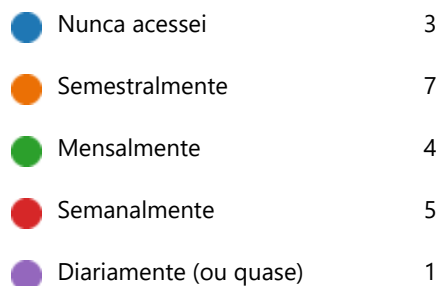 Nunca acessei 3
Semestralmente 7
Mensalmente 4
Semanalmente 5
Diariamente (ou quase) 1